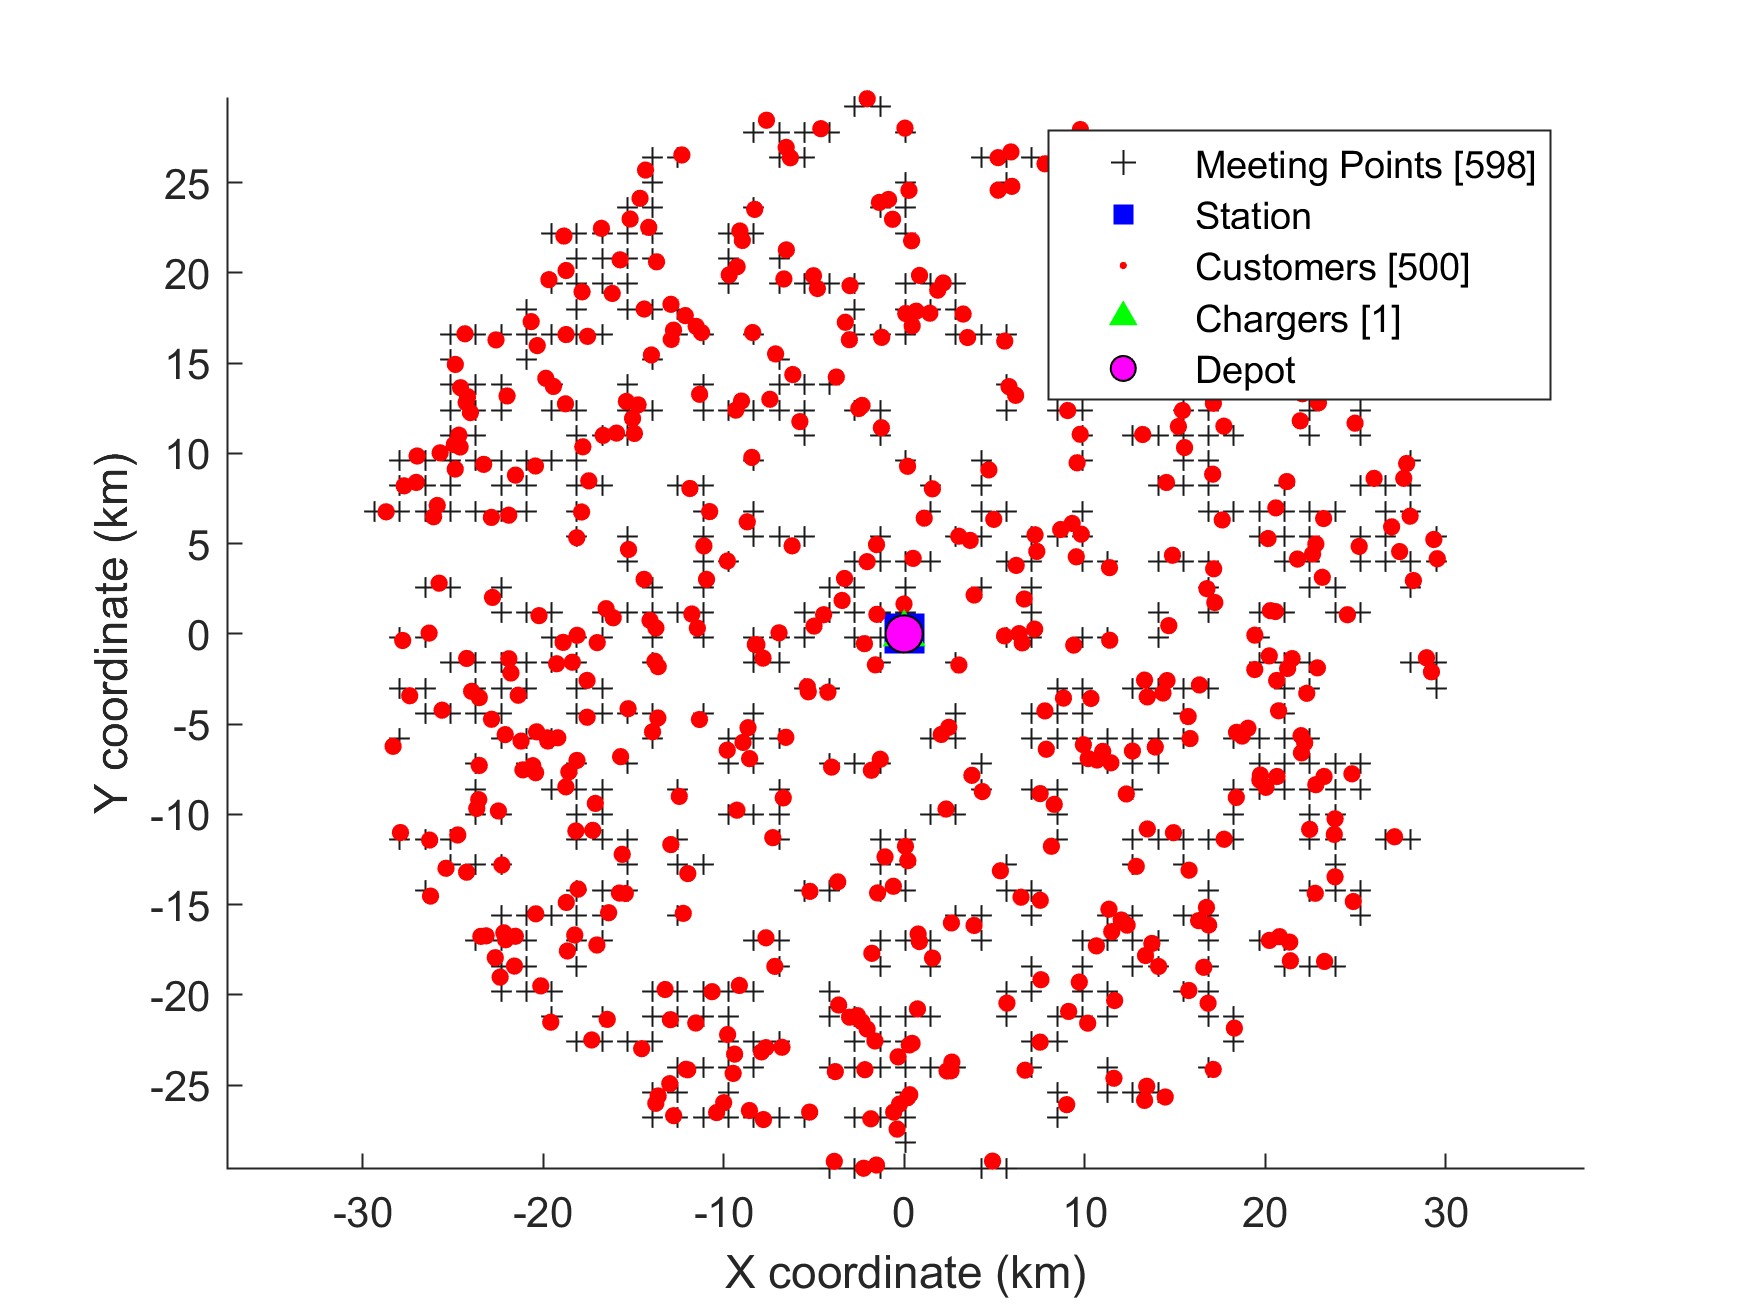 Meeting Points [598]
Station
Customers [500]
Chargers [1]
Depot
25
20
15
10
5
0
-5
-10
-15
-20
-25
Y coordinate (km)
-30 -20 -10 0 10 20 30
X coordinate (km)